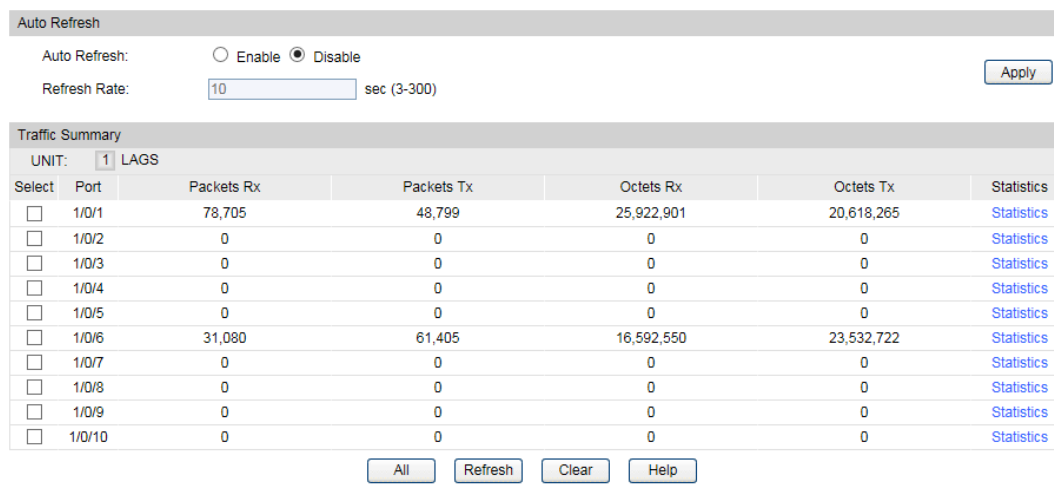 Auto Refresh
Auto Refresh: Enable Disable
Apply
Refresh Rate: 10 sec (3-300)
Traffic Summary
UNIT: 1 LAGS
Select Port Packets Rx Packets Tx Octets Rx Octets Tx Statistics
1/0/1 78,705 48,799 25,922,901 20,618,265 Statistics
1/0/2 0 0 0 0 Statistics
1/0/3 0 0 0 0 Statistics
1/0/4 0 0 0 0 Statistics
1/0/5 0 0 0 0 Statistics
1/0/6 31,080 61,405 16,592,550 23,532,722 Statistics
1/0/7 0 0 0 0 Statistics
1/0/8 0 0 0 0 Statistics
1/0/9 0 0 0 0 Statistics
1/0/10 0 0 0 0 Statistics
All Refresh Clear Help